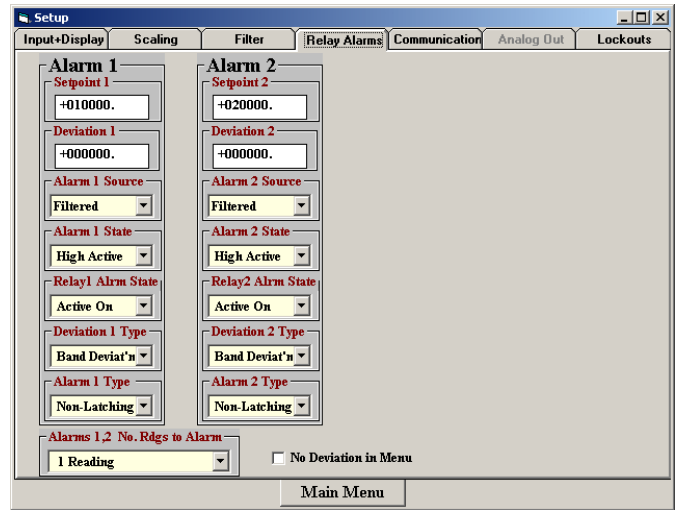 Setup
Input+Display Scaling Filter Relay Alarms Communication Analog Out Lockouts
Alarm 1 Alarm 2
Setpoint 1 Setpoint 2
+010000. +020000.
Deviation 1 Deviation 2
+000000. +000000.
Alarm 1 Source Alarm 2 Source
Filtered Filtered
Alarm 1 State Alarm 2 State
High Active High Active
Relay1 Alrm State Relay2 Alrm State
Active On Active On
Deviation 1 Type Deviation 2 Type
Band Deviat'n Band Deviat'n
Alarm 1 Type Alarm 2 Type
Non-Latching Non-Latching
Alarms 1,2 No. Rdgs to Alarm
1 Reading No Deviation in Menu
Main Menu